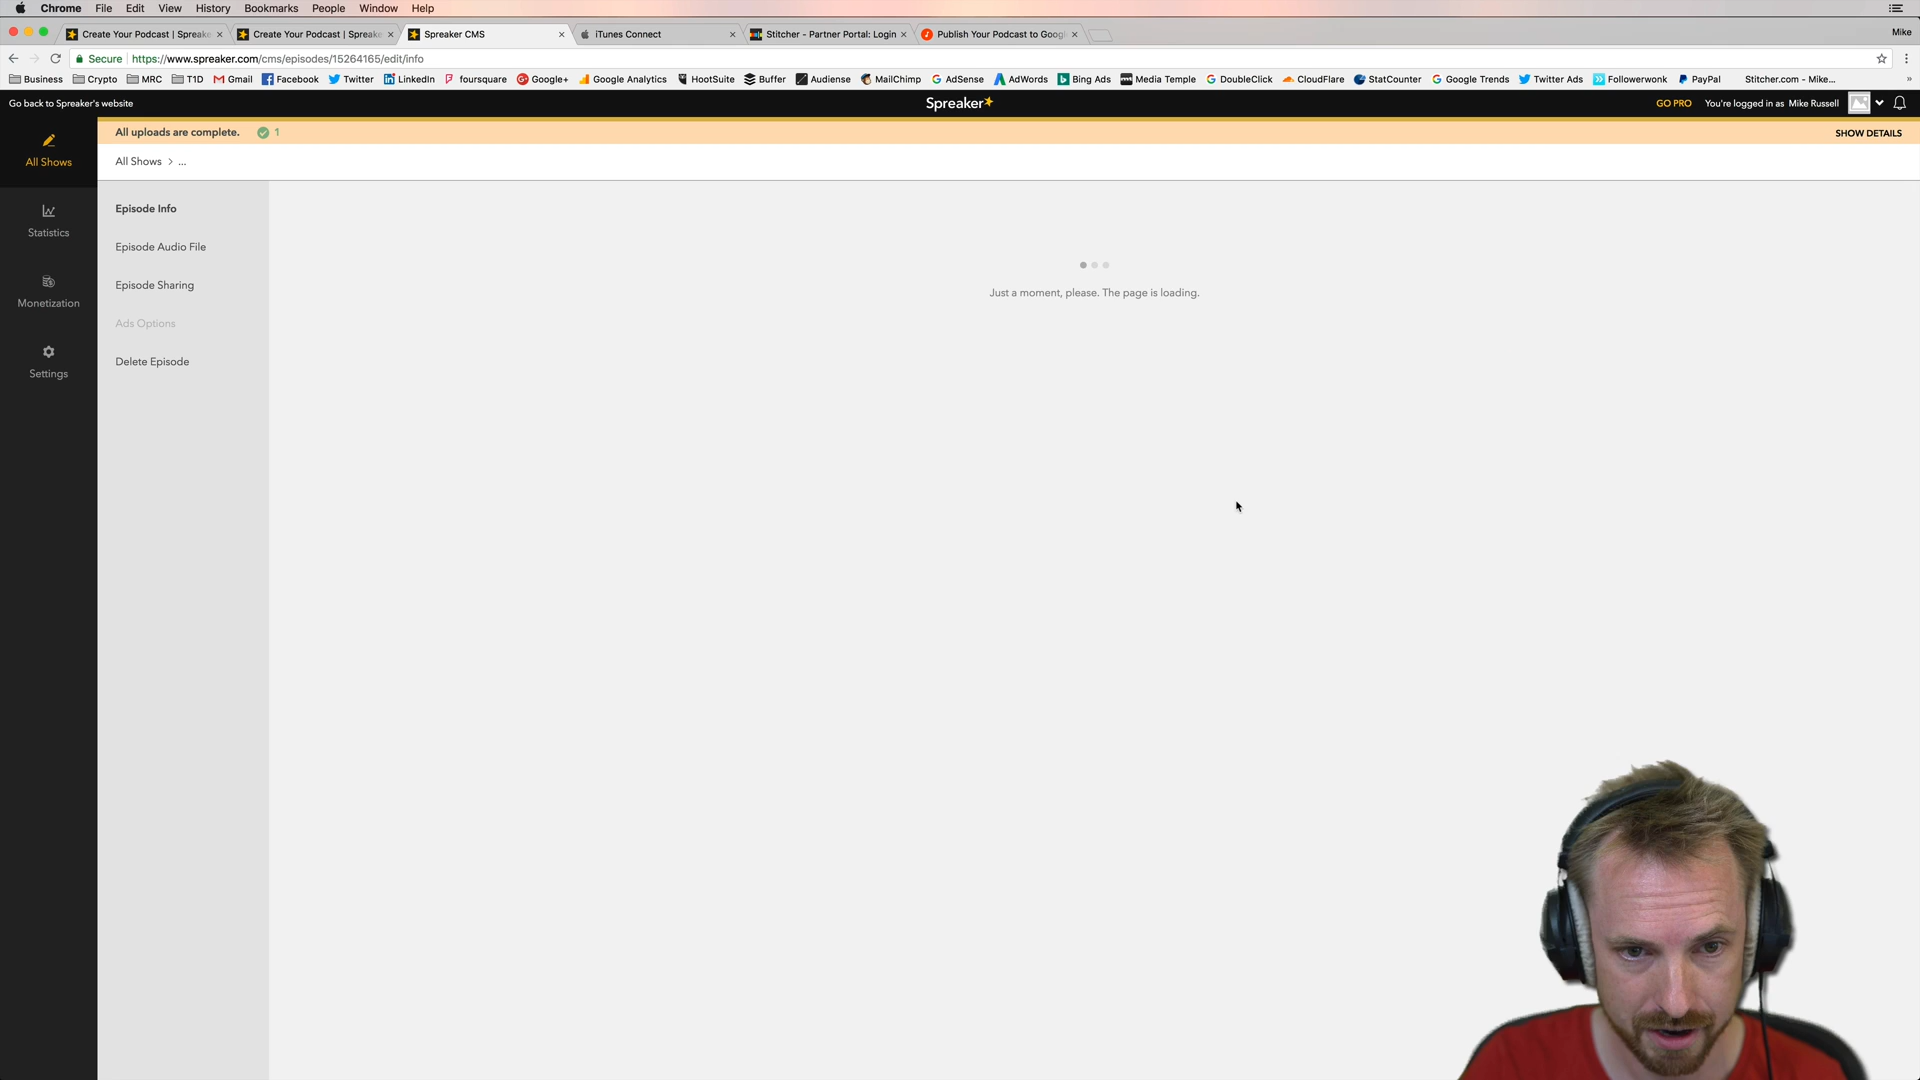 Chrome File Edit View History Bookmarks People Window Help
Create Your Podcast | Spreake Create Your Podcast | Spreake Spreaker CMS iTunes Connect Stitcher - Partner Portal: Login Publish Your Podcast to Goog Mike
Secure https://www.spreaker.com/cms/episodes/15264165/edit/info
Business Crypto MRC T1D Gmail Facebook Twitter LinkedIn foursquare Google+ Google Analytics HootSuite Buffer Audiense MailChimp AdSense AdWords Bing Ads Media Temple DoubleClick CloudFlare StatCounter Google Trends Twitter Ads Followerwonk PayPal Stitcher.com - Mike... »
Go back to Spreaker's website Spreaker GO PRO You're logged in as Mike Russell
All uploads are complete. 1 SHOW DETAILS
All Shows > ...
All Shows
Statistics
Monetization
Settings
Episode Info
Episode Audio File
Episode Sharing
Ads Options
Delete Episode
Just a moment, please. The page is loading.